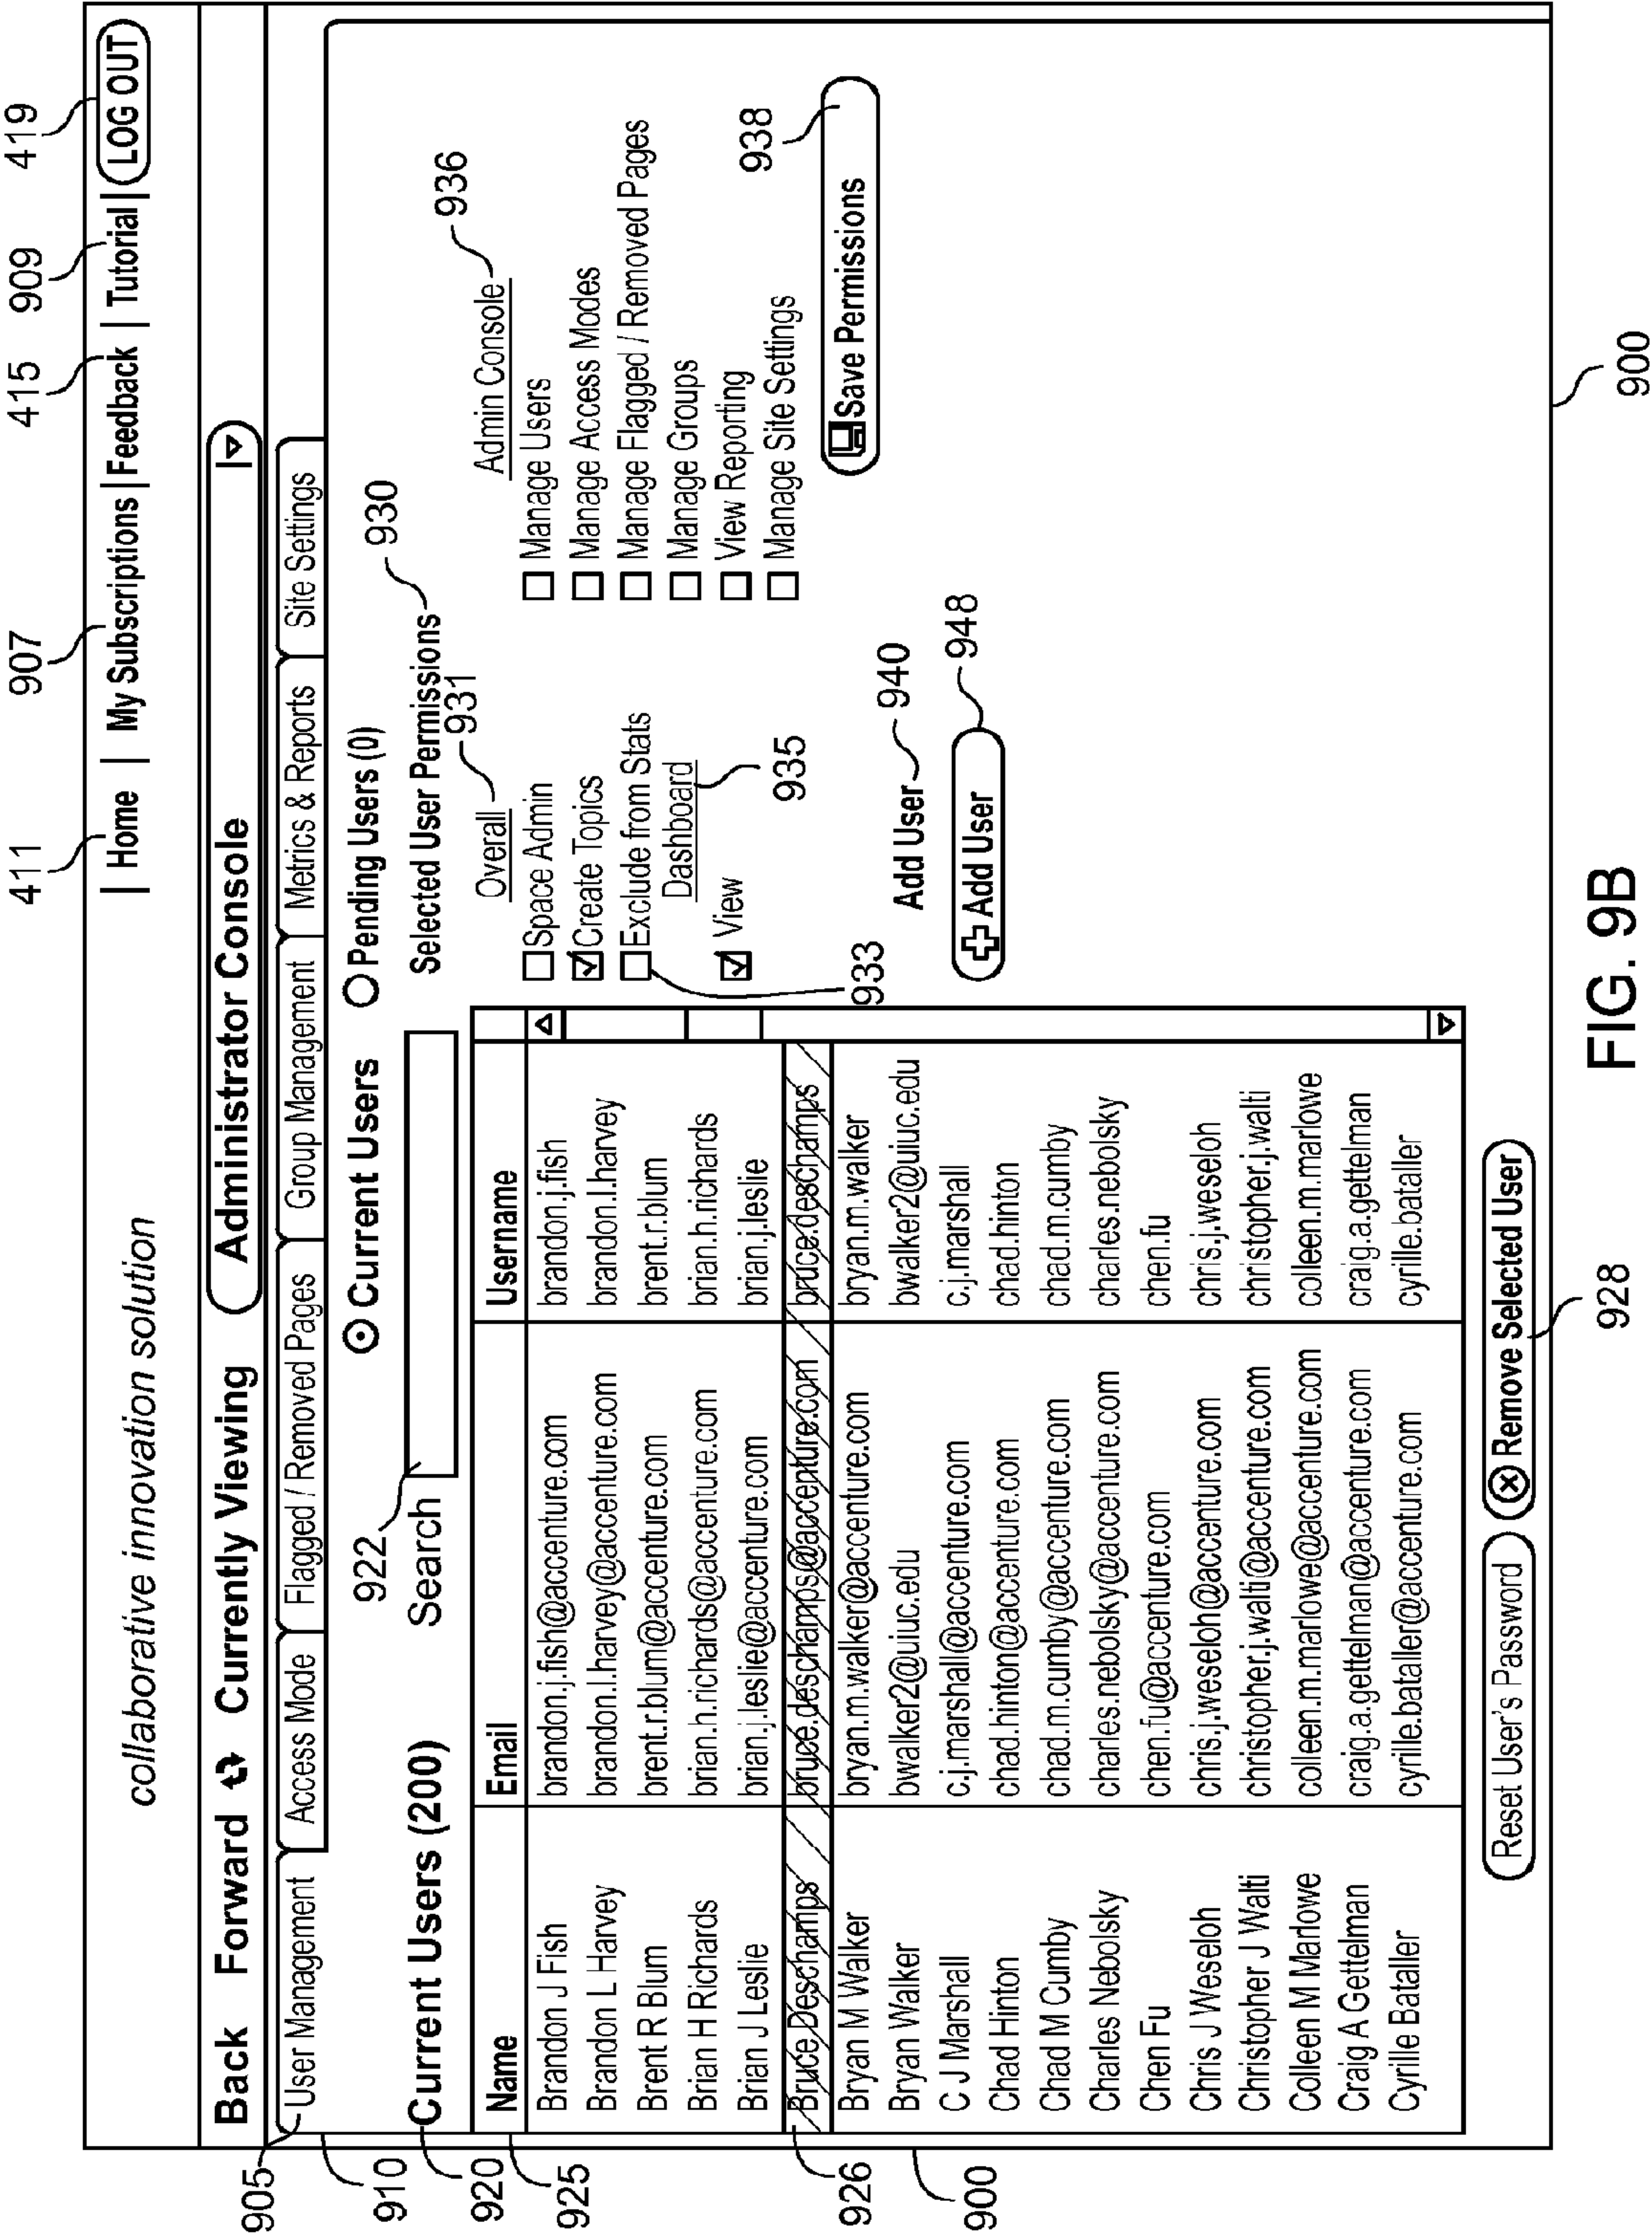 411 907 415 909 419
collaborative innovation solution
| Home | My Subscriptions | Feedback | Tutorial | LOG OUT
Back Forward Currently Viewing Administrator Console
905
User Management Access Mode Flagged / Removed Pages Group Management Metrics & Reports Site Settings
910
Current Users Pending Users (0)
922 930
920
Current Users (200) Search Selected User Permissions
931 936
925
Name Email Username
Brandon J Fish brandon.j.fish@accenture.com brandon.j.fish
Brandon L Harvey brandon.l.harvey@accenture.com brandon.l.harvey
Brent R Blum brent.r.blum@accenture.com brent.r.blum
Brian H Richards brian.h.richards@accenture.com brian.h.richards
Brian J Leslie brian.j.leslie@accenture.com brian.j.leslie
926
Bruce Deschamps bruce.deschamps@accenture.com bruce.deschamps
Bryan M Walker bryan.m.walker@accenture.com bryan.m.walker
Bryan Walker bwalker2@uiuc.edu bwalker2@uiuc.edu
C J Marshall c.j.marshall@accenture.com c.j.marshall
Chad Hinton chad.hinton@accenture.com chad.hinton
Chad M Cumby chad.m.cumby@accenture.com chad.m.cumby
Charles Nebolsky charles.nebolsky@accenture.com charles.nebolsky
Chen Fu chen.fu@accenture.com chen.fu
Chris J Weseloh chris.j.weseloh@accenture.com chris.j.weseloh
Christopher J Walti christopher.j.walti@accenture.com christopher.j.walti
Colleen M Marlowe colleen.m.marlowe@accenture.com colleen.m.marlowe
Craig A Gettelman craig.a.gettelman@accenture.com craig.a.gettelman
Cyrille Bataller cyrille.bataller@accenture.com cyrille.bataller
900
Reset User's Password Remove Selected User
928
Overall
Space Admin
Create Topics
Exclude from Stats
Dashboard
View
933
935
Admin Console
Manage Users
Manage Access Modes
Manage Flagged / Removed Pages
Manage Groups
View Reporting
Manage Site Settings
938
Save Permissions
Add User 940
Add User
948
900
FIG. 9B